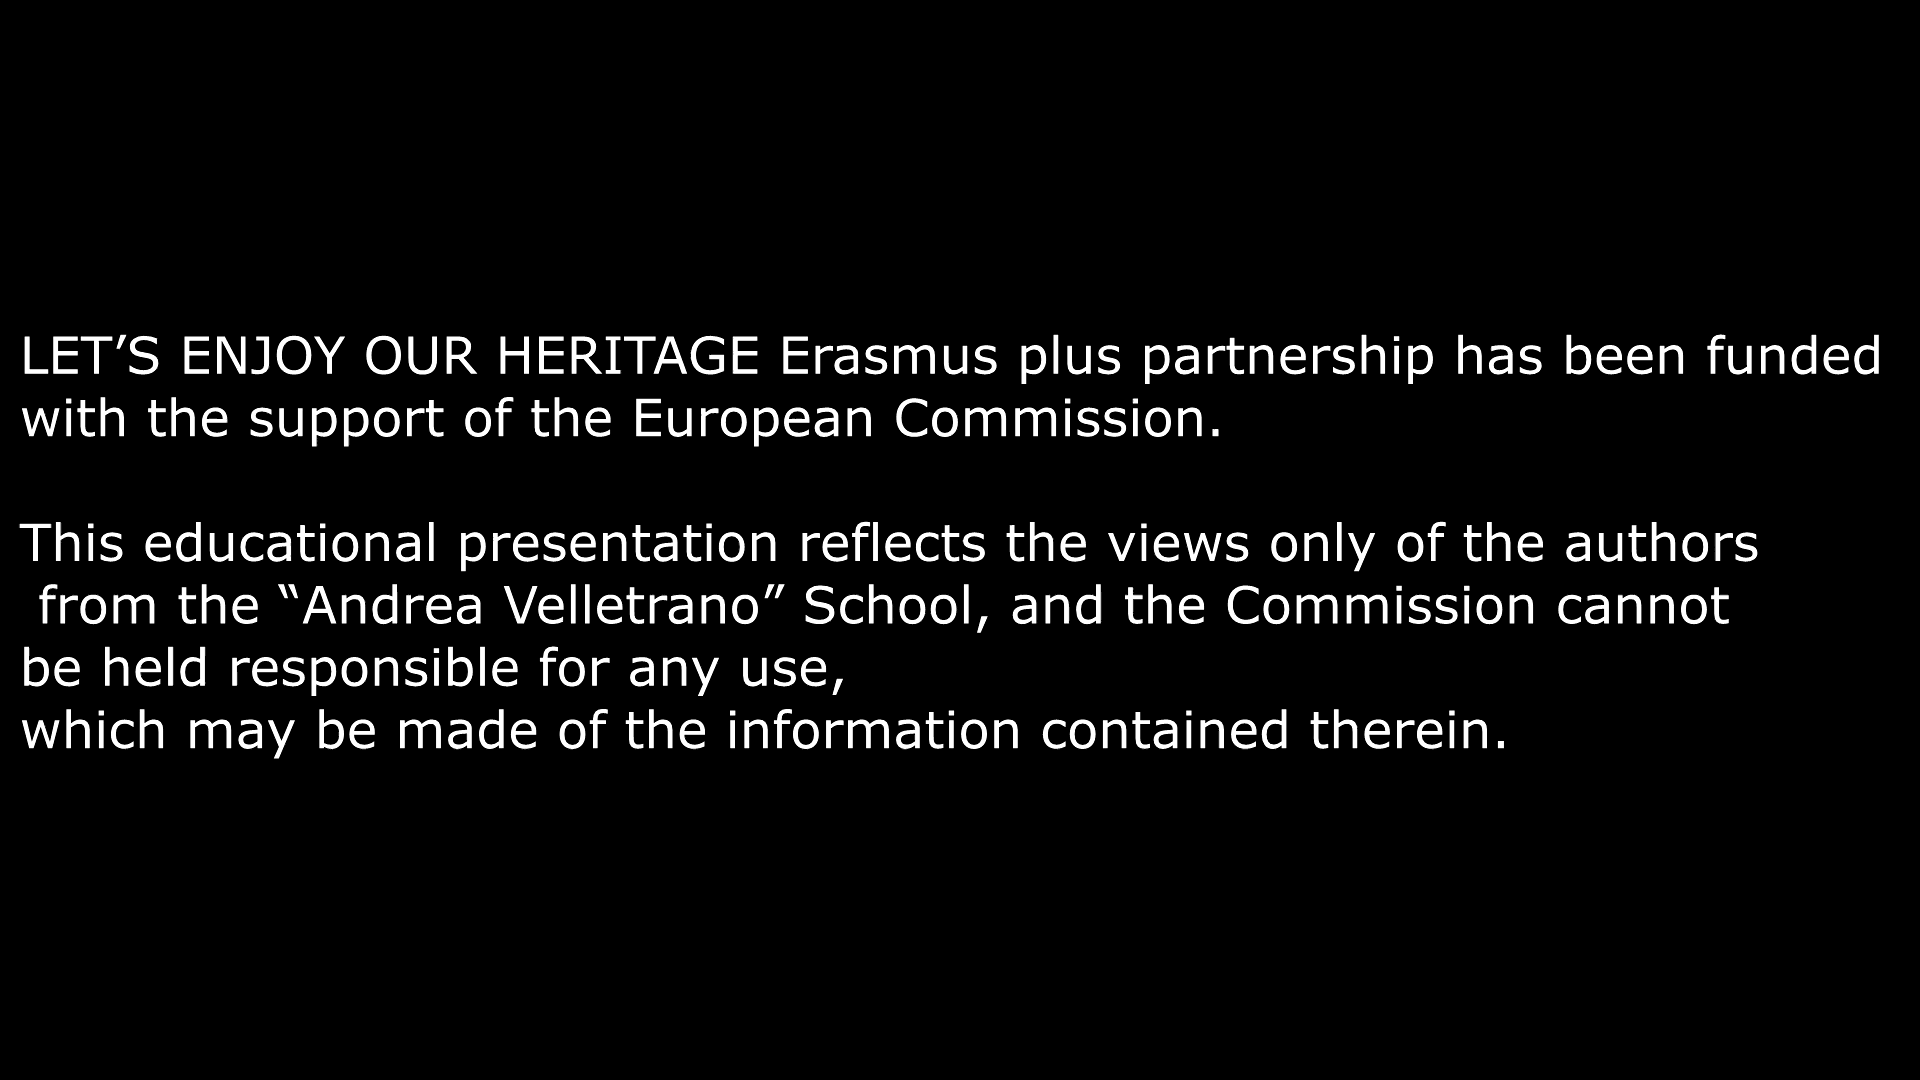 LET’S ENJOY OUR HERITAGE Erasmus plus partnership has been funded
with the support of the European Commission.
This educational presentation reflects the views only of the authors
from the “Andrea Velletrano” School, and the Commission cannot
be held responsible for any use,
which may be made of the information contained therein.